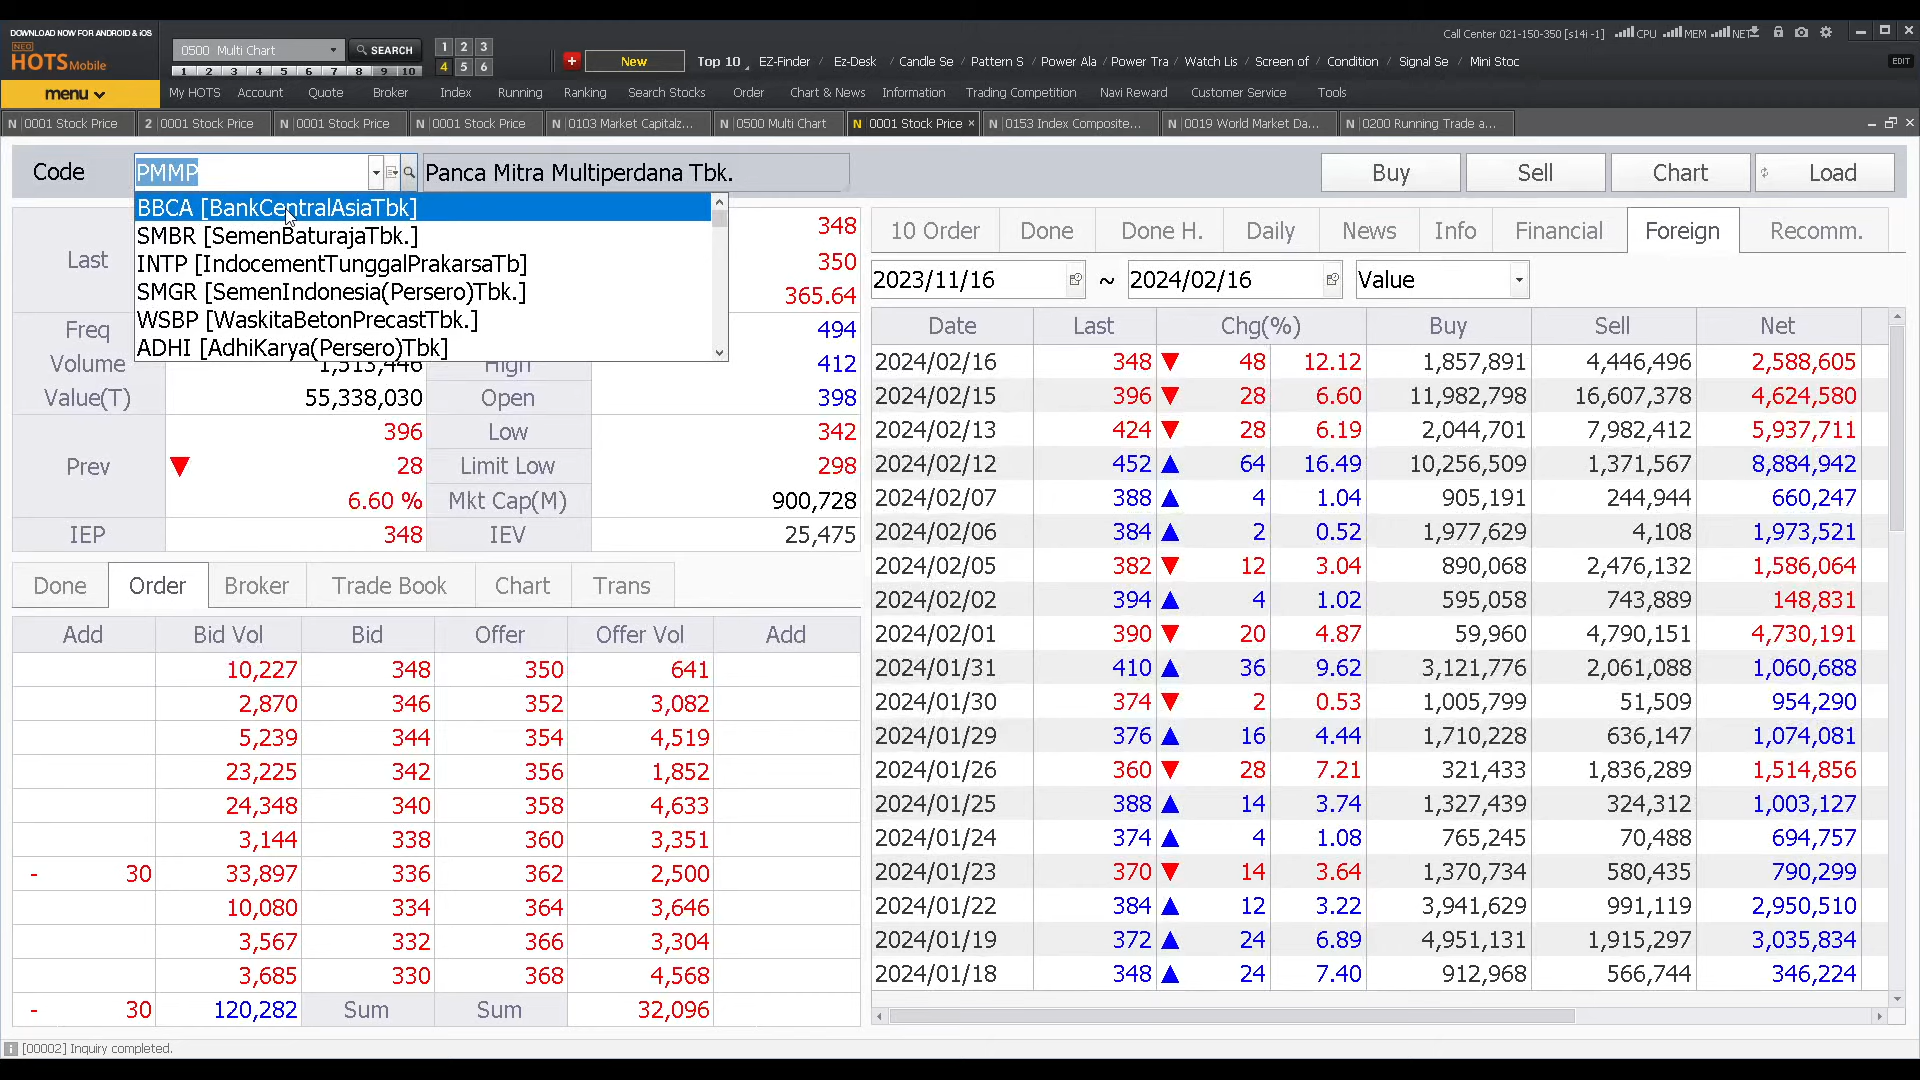 DOWNLOAD NOW FOR ANDROID & iOS
NEO
HOTS Mobile
0500 Multi Chart
SEARCH
1 2 3
4 5 6
1 2 3 4 5 6 7 8 9 10
New
Top 10 EZ-Finder / Ez-Desk / Candle Se / Pattern S / Power Ala / Power Tra / Watch Lis / Screen of / Condition / Signal Se / Mini Stoc
Call Center 021-150-350 [s14i -1] CPU MEM NET
EDIT
menu
My HOTS Account Quote Broker Index Running Ranking Search Stocks Order Chart & News Information Trading Competition Navi Reward Customer Service Tools
N 0001 Stock Price 2 0001 Stock Price N 0001 Stock Price N 0001 Stock Price N 0103 Market Capitalz... N 0500 Multi Chart N 0001 Stock Price × N 0153 Index Composite... N 0019 World Market Da... N 0200 Running Trade a...
Code PMMP Panca Mitra Multiperdana Tbk. Buy Sell Chart Load
BBCA [BankCentralAsiaTbk]
SMBR [SemenBaturajaTbk.]
INTP [IndocementTunggalPrakarsaTb]
SMGR [SemenIndonesia(Persero)Tbk.]
WSBP [WaskitaBetonPrecastTbk.]
ADHI [AdhiKarya(Persero)Tbk]
Last 348
350
365.64
Freq 494
Volume 1,513,446 High 412
Value(T) 55,338,030 Open 398
396 Low 342
Prev ▼ 28 Limit Low 298
6.60 % Mkt Cap(M) 900,728
IEP 348 IEV 25,475
Done Order Broker Trade Book Chart Trans
Add Bid Vol Bid Offer Offer Vol Add
10,227 348 350 641
2,870 346 352 3,082
5,239 344 354 4,519
23,225 342 356 1,852
24,348 340 358 4,633
3,144 338 360 3,351
- 30 33,897 336 362 2,500
10,080 334 364 3,646
3,567 332 366 3,304
3,685 330 368 4,568
- 30 120,282 Sum Sum 32,096
10 Order Done Done H. Daily News Info Financial Foreign Recomm.
2023/11/16 ~ 2024/02/16 Value
Date Last Chg(%) Buy Sell Net
2024/02/16 348 ▼ 48 12.12 1,857,891 4,446,496 2,588,605
2024/02/15 396 ▼ 28 6.60 11,982,798 16,607,378 4,624,580
2024/02/13 424 ▼ 28 6.19 2,044,701 7,982,412 5,937,711
2024/02/12 452 ▲ 64 16.49 10,256,509 1,371,567 8,884,942
2024/02/07 388 ▲ 4 1.04 905,191 244,944 660,247
2024/02/06 384 ▲ 2 0.52 1,977,629 4,108 1,973,521
2024/02/05 382 ▼ 12 3.04 890,068 2,476,132 1,586,064
2024/02/02 394 ▲ 4 1.02 595,058 743,889 148,831
2024/02/01 390 ▼ 20 4.87 59,960 4,790,151 4,730,191
2024/01/31 410 ▲ 36 9.62 3,121,776 2,061,088 1,060,688
2024/01/30 374 ▼ 2 0.53 1,005,799 51,509 954,290
2024/01/29 376 ▲ 16 4.44 1,710,228 636,147 1,074,081
2024/01/26 360 ▼ 28 7.21 321,433 1,836,289 1,514,856
2024/01/25 388 ▲ 14 3.74 1,327,439 324,312 1,003,127
2024/01/24 374 ▲ 4 1.08 765,245 70,488 694,757
2024/01/23 370 ▼ 14 3.64 1,370,734 580,435 790,299
2024/01/22 384 ▲ 12 3.22 3,941,629 991,119 2,950,510
2024/01/19 372 ▲ 24 6.89 4,951,131 1,915,297 3,035,834
2024/01/18 348 ▲ 24 7.40 912,968 566,744 346,224
[00002] Inquiry completed.